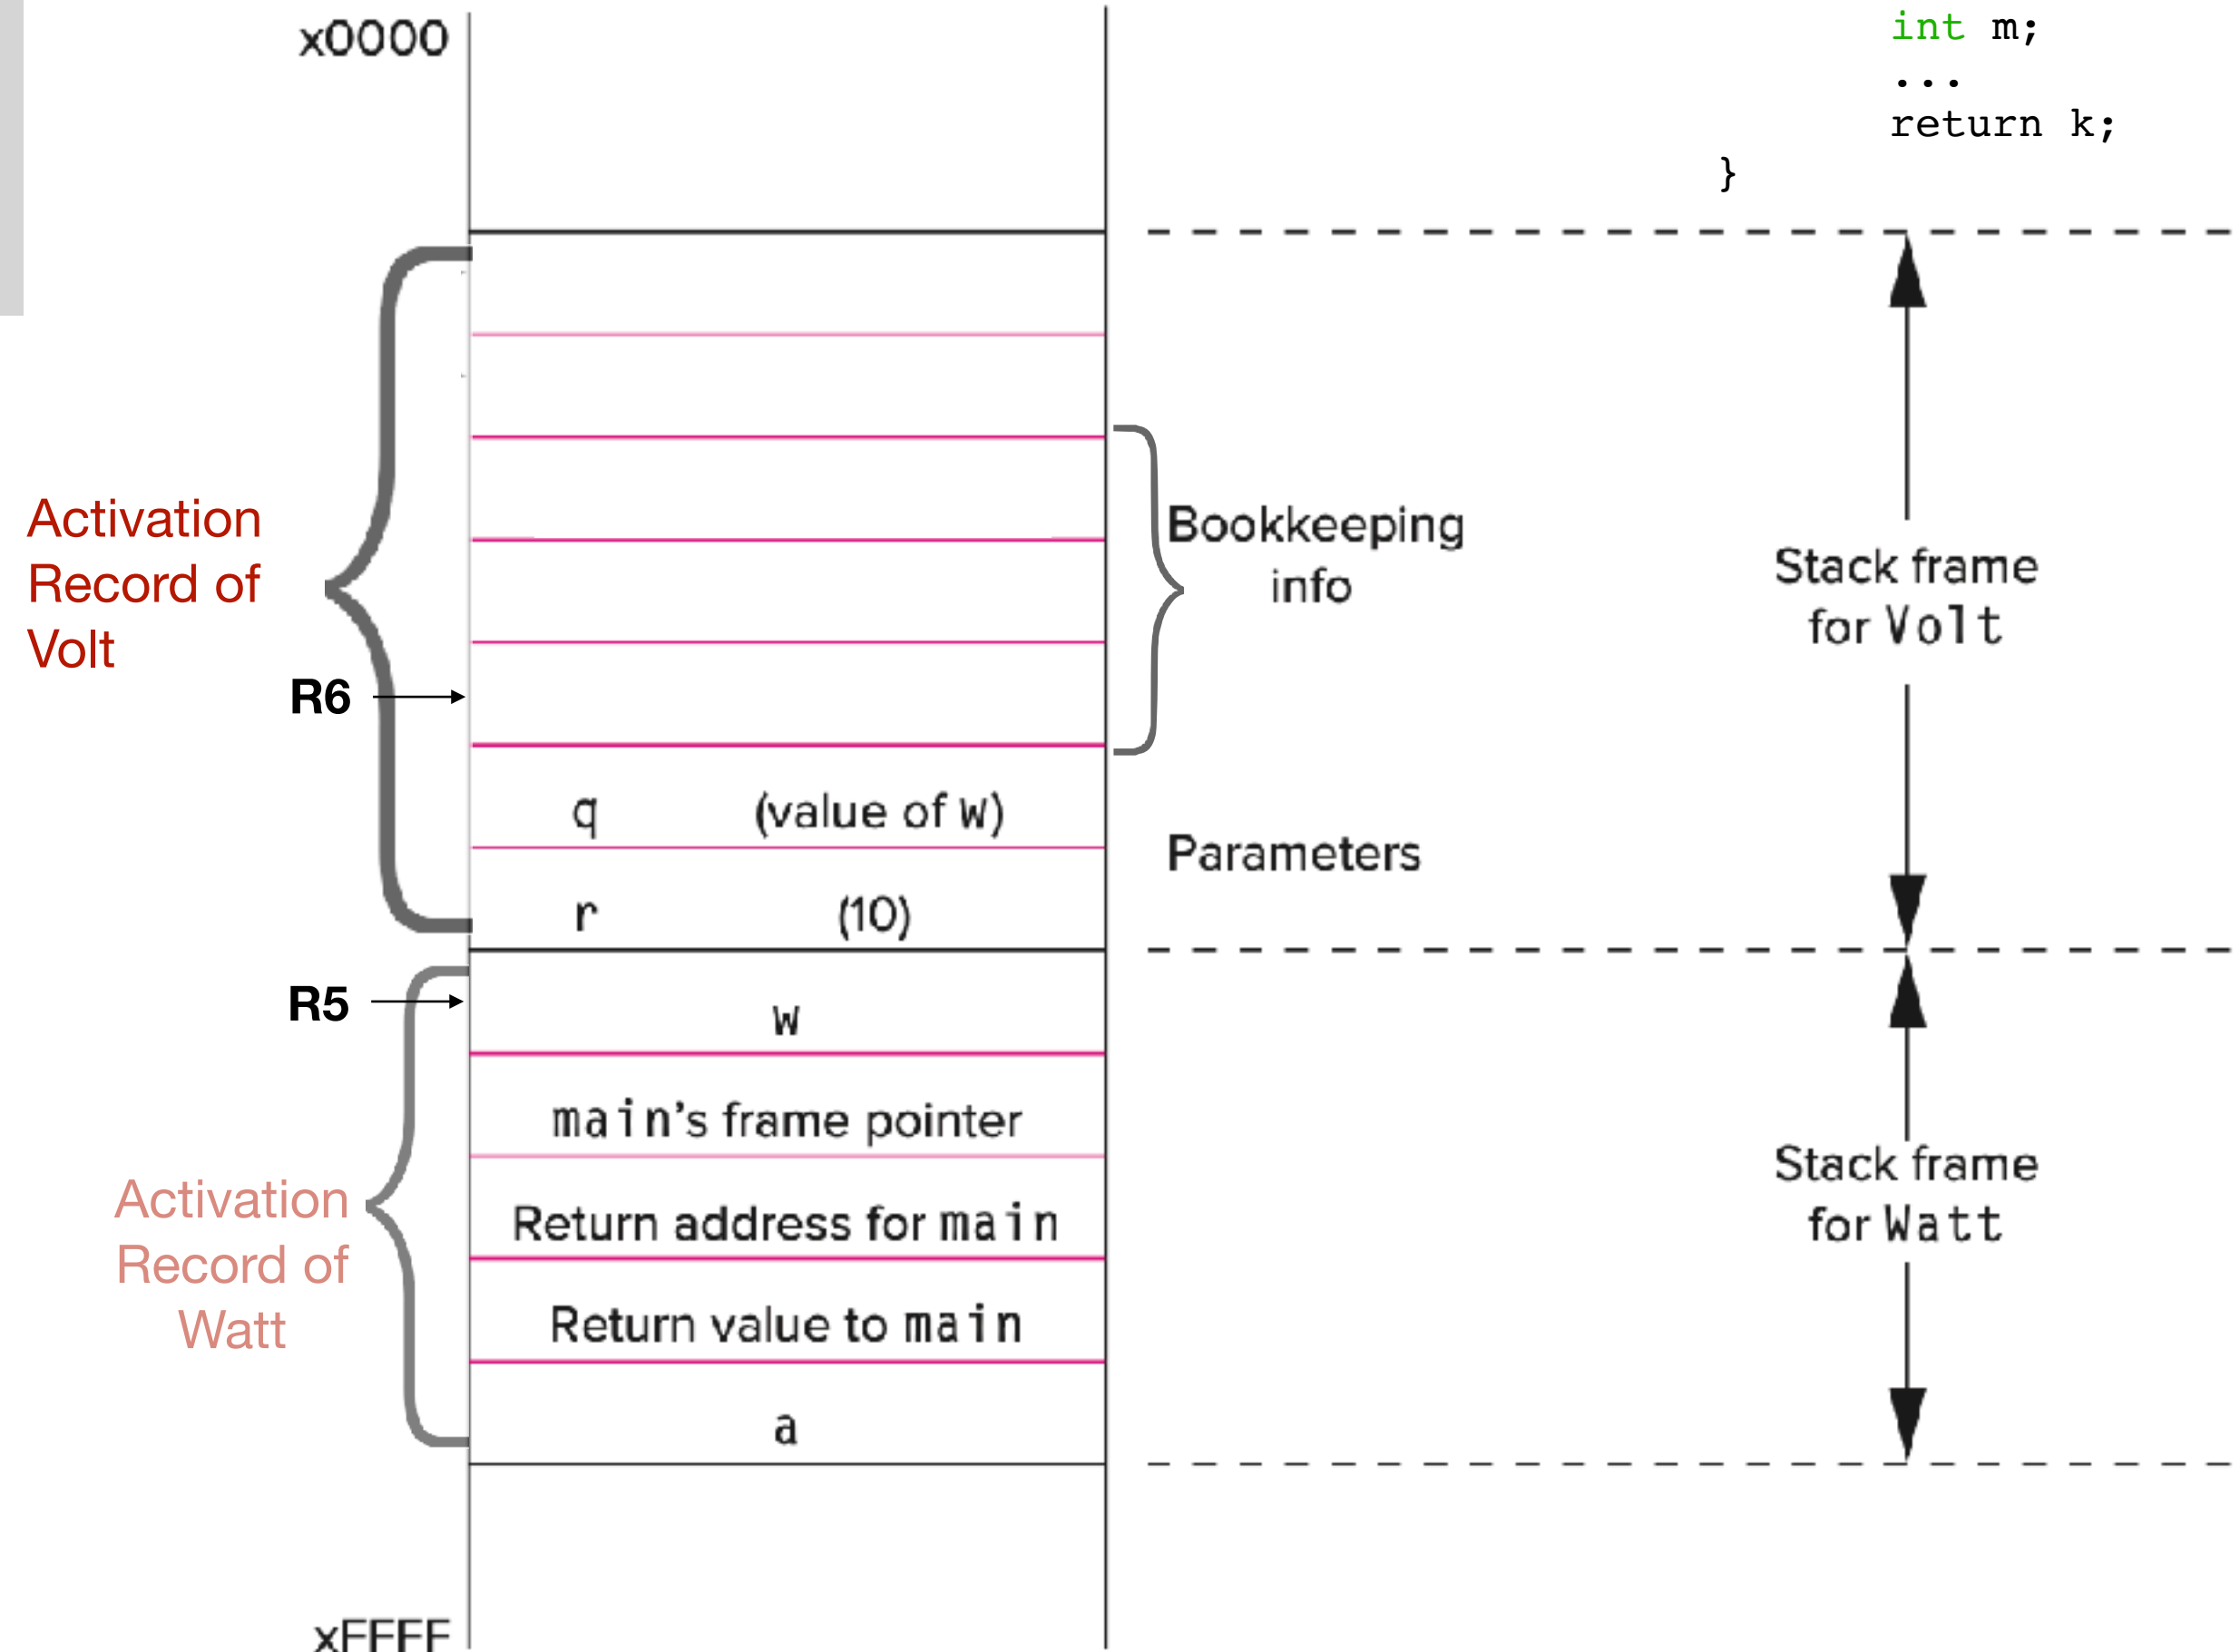 x0000
int m;
...
return k;
}
Activation
Record of
Volt
R6
Bookkeeping
info
Stack frame
for Volt
q (value of w)
Parameters
r (10)
R5
w
main's frame pointer
Return address for main
Return value to main
a
Activation
Record of
Watt
Stack frame
for Watt
xFFFF